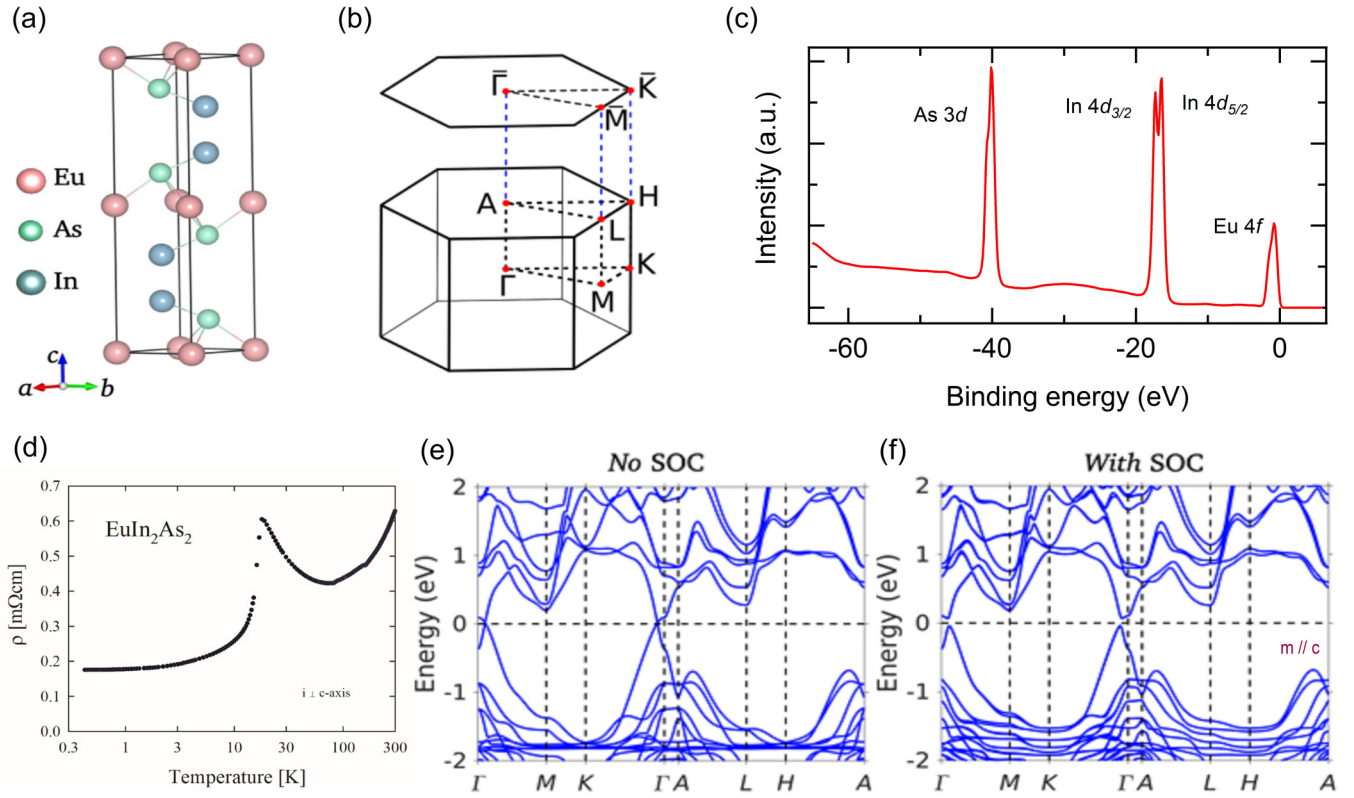 (a)
Eu
As
In
c
a
b
(b)
Γ̅
K̅
M̅
A
H
L
Γ
K
M
(c)
As 3d
In 4d3/2
In 4d5/2
Eu 4f
Intensity (a.u.)
-60
-40
-20
0
Binding energy (eV)
(d)
EuIn2As2
ρ [mΩcm]
0.7
0.6
0.5
0.4
0.3
0.2
0.1
0.0
i ⊥ c-axis
0.3
1
3
10
30
100
300
Temperature [K]
(e)
No SOC
Energy (eV)
2
1
0
-1
-2
Γ M K Γ A L H A
(f)
With SOC
Energy (eV)
2
1
0
-1
-2
m // c
Γ M K Γ A L H A